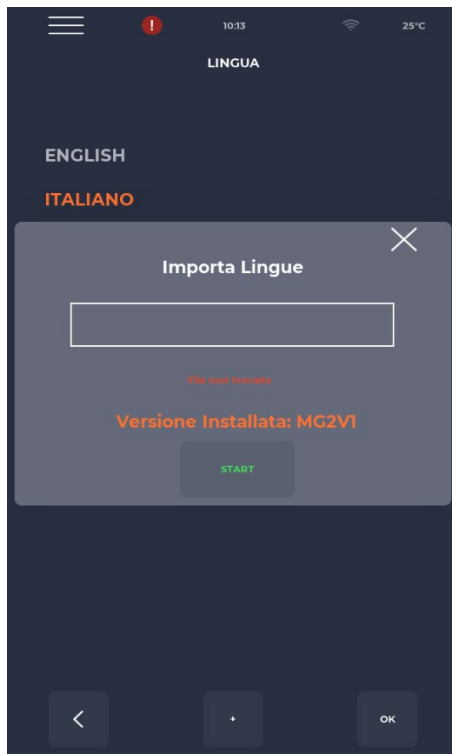 ! 10:13 25°C
LINGUA
ENGLISH
ITALIANO
Importa Lingue
File non trovato
Versione Installata: MG2V1
START
+ OK